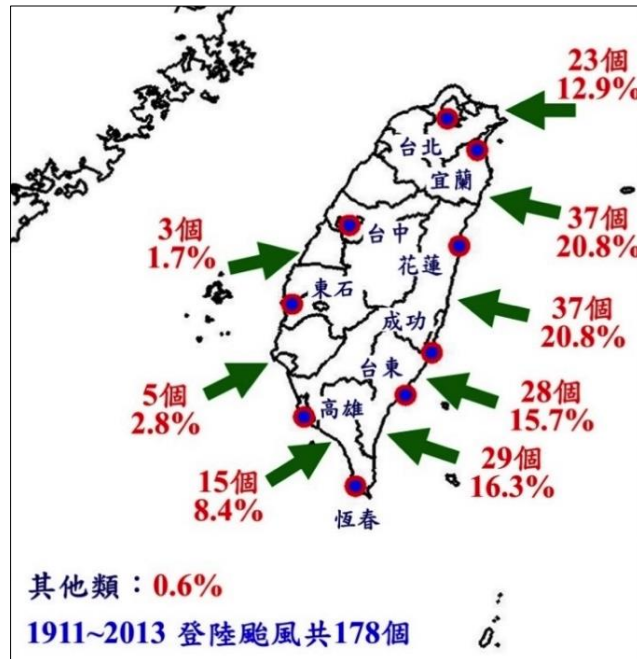 23個
12.9%
台北
宜蘭
37個
20.8%
3個
1.7%
台中
花蓮
東石
37個
20.8%
成功
台東
28個
15.7%
5個
2.8%
高雄
29個
16.3%
15個
8.4%
恆春
其他類：0.6%
1911~2013 登陸颱風共178個